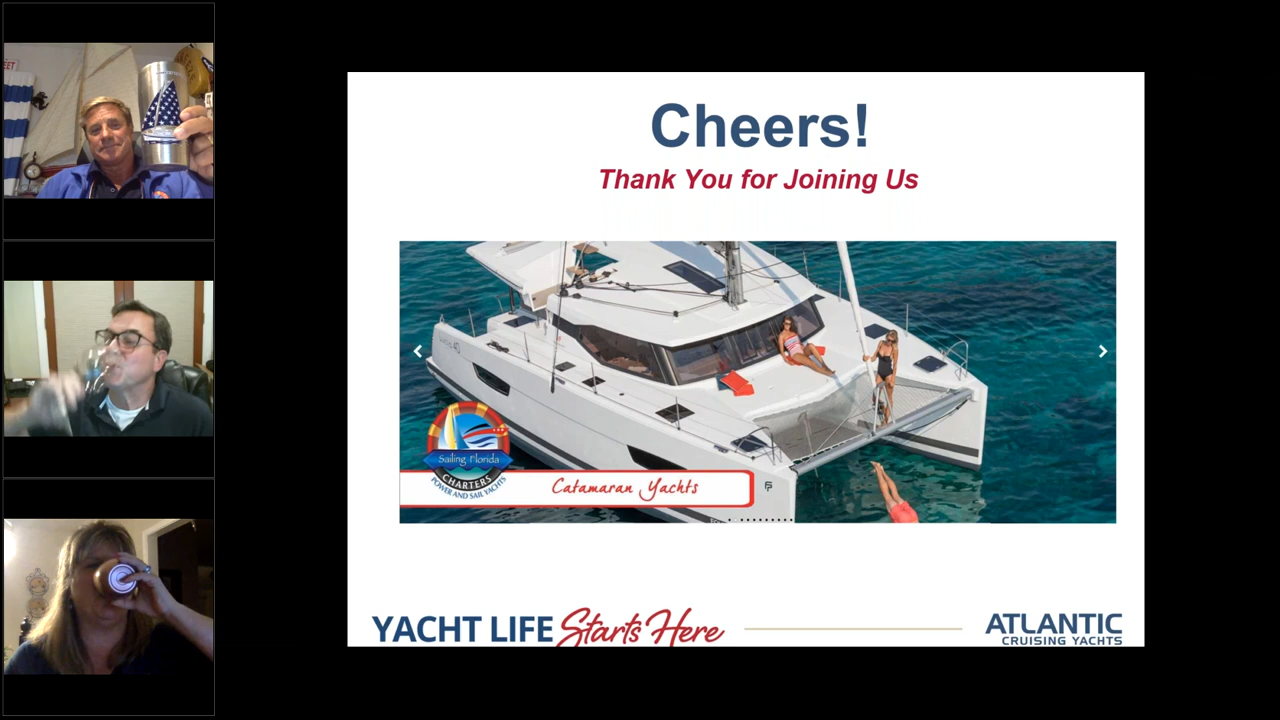 Cheers!
Thank You for Joining Us
Sailing Florida
CHARTERS
POWER AND SAIL YACHTS
Catamaran Yachts
YACHT LIFE Starts Here
ATLANTIC
CRUISING YACHTS